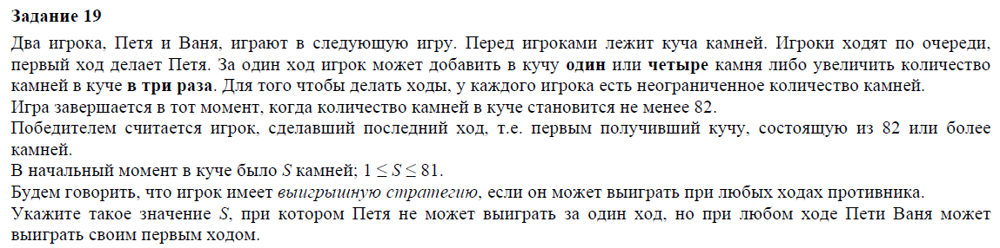 Задание 19
Два игрока, Петя и Ваня, играют в следующую игру. Перед игроками лежит куча камней. Игроки ходят по очереди,
первый ход делает Петя. За один ход игрок может добавить в кучу один или четыре камня либо увеличить количество
камней в куче в три раза. Для того чтобы делать ходы, у каждого игрока есть неограниченное количество камней.
Игра завершается в тот момент, когда количество камней в куче становится не менее 82.
Победителем считается игрок, сделавший последний ход, т.е. первым получивший кучу, состоящую из 82 или более
камней.
В начальный момент в куче было S камней; 1 ≤ S ≤ 81.
Будем говорить, что игрок имеет выигрышную стратегию, если он может выиграть при любых ходах противника.
Укажите такое значение S, при котором Петя не может выиграть за один ход, но при любом ходе Пети Ваня может
выиграть своим первым ходом.